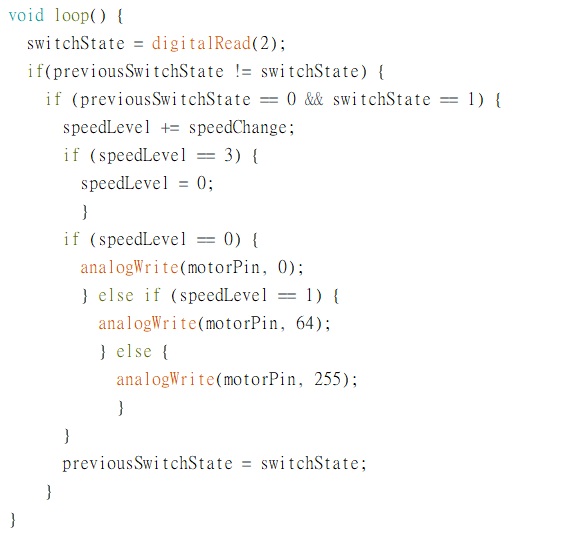 void loop() {
  switchState = digitalRead(2);
  if(previousSwitchState != switchState) {
    if (previousSwitchState == 0 && switchState == 1) {
      speedLevel += speedChange;
      if (speedLevel == 3) {
        speedLevel = 0;
        }
      if (speedLevel == 0) {
        analogWrite(motorPin, 0);
        } else if (speedLevel == 1) {
          analogWrite(motorPin, 64);
          } else {
            analogWrite(motorPin, 255);
            }
      }
      previousSwitchState = switchState;
    }
}